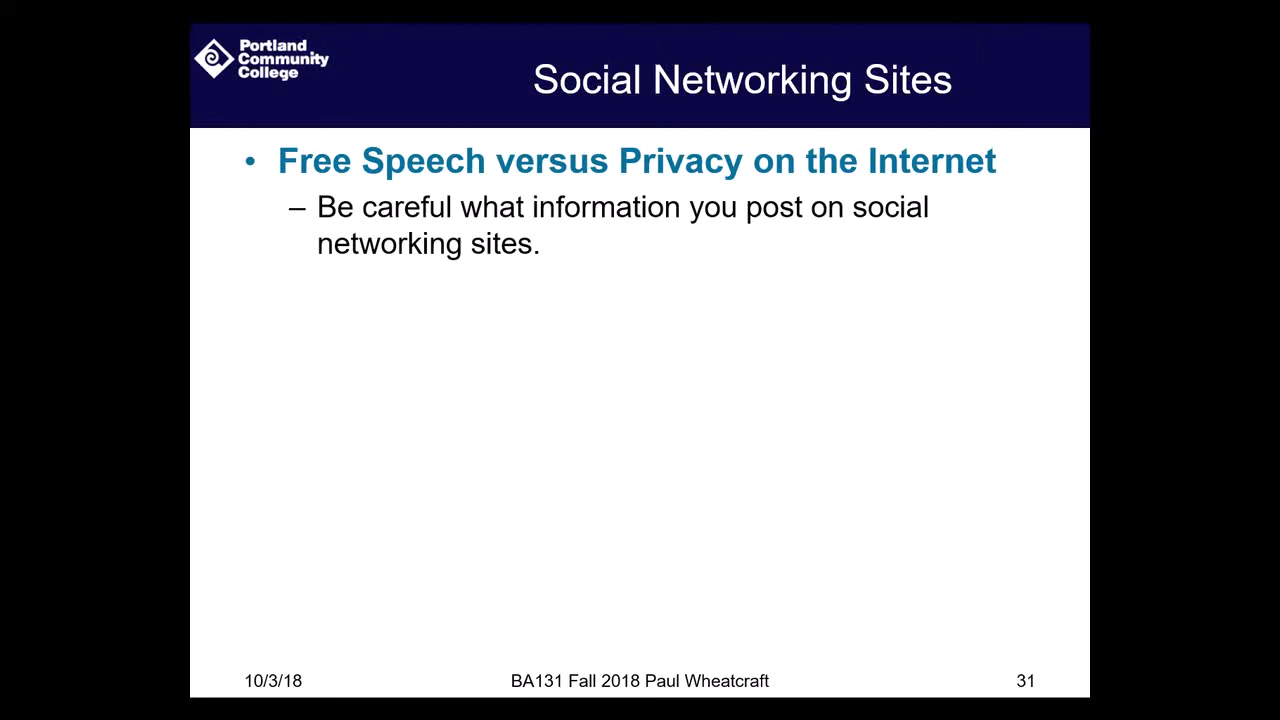 Portland
Community
College
Social Networking Sites
• Free Speech versus Privacy on the Internet
– Be careful what information you post on social
networking sites.
10/3/18
BA131 Fall 2018 Paul Wheatcraft
31